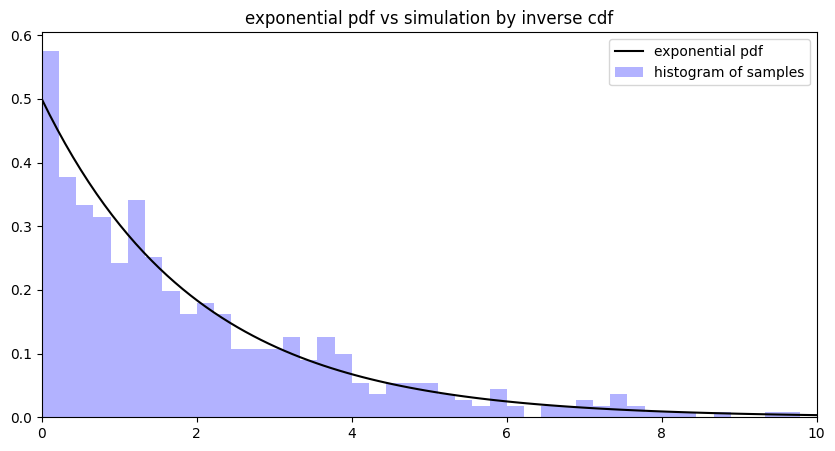 exponential pdf vs simulation by inverse cdf
exponential pdf
histogram of samples
0.6
0.5
0.4
0.3
0.2
0.1
0.0
0 2 4 6 8 10